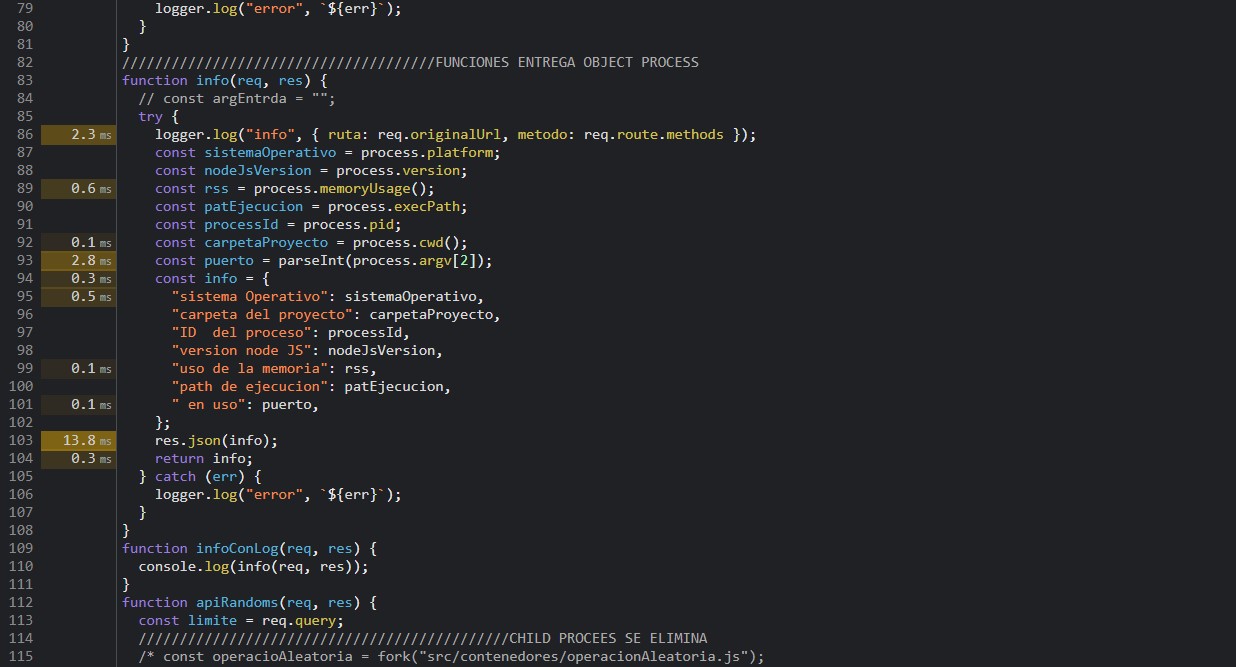 79 logger.log("error", `${err}`);
80 }
81 }
82 //////////////////////////////////////FUNCIONES ENTREGA OBJECT PROCESS
83 function info(req, res) {
84 // const argEntrda = "";
85 try {
86 2.3 ms logger.log("info", { ruta: req.originalUrl, metodo: req.route.methods });
87 const sistemaOperativo = process.platform;
88 const nodeJsVersion = process.version;
89 0.6 ms const rss = process.memoryUsage();
90 const patEjecucion = process.execPath;
91 const processId = process.pid;
92 0.1 ms const carpetaProyecto = process.cwd();
93 2.8 ms const puerto = parseInt(process.argv[2]);
94 0.3 ms const info = {
95 0.5 ms "sistema Operativo": sistemaOperativo,
96 "carpeta del proyecto": carpetaProyecto,
97 "ID  del proceso": processId,
98 "version node JS": nodeJsVersion,
99 0.1 ms "uso de la memoria": rss,
100 "path de ejecucion": patEjecucion,
101 0.1 ms " en uso": puerto,
102 };
103 13.8 ms res.json(info);
104 0.3 ms return info;
105 } catch (err) {
106 logger.log("error", `${err}`);
107 }
108 }
109 function infoConLog(req, res) {
110 console.log(info(req, res));
111 }
112 function apiRandoms(req, res) {
113 const limite = req.query;
114 /////////////////////////////////////////////CHILD PROCEES SE ELIMINA
115 /* const operacioAleatoria = fork("src/contenedores/operacionAleatoria.js");